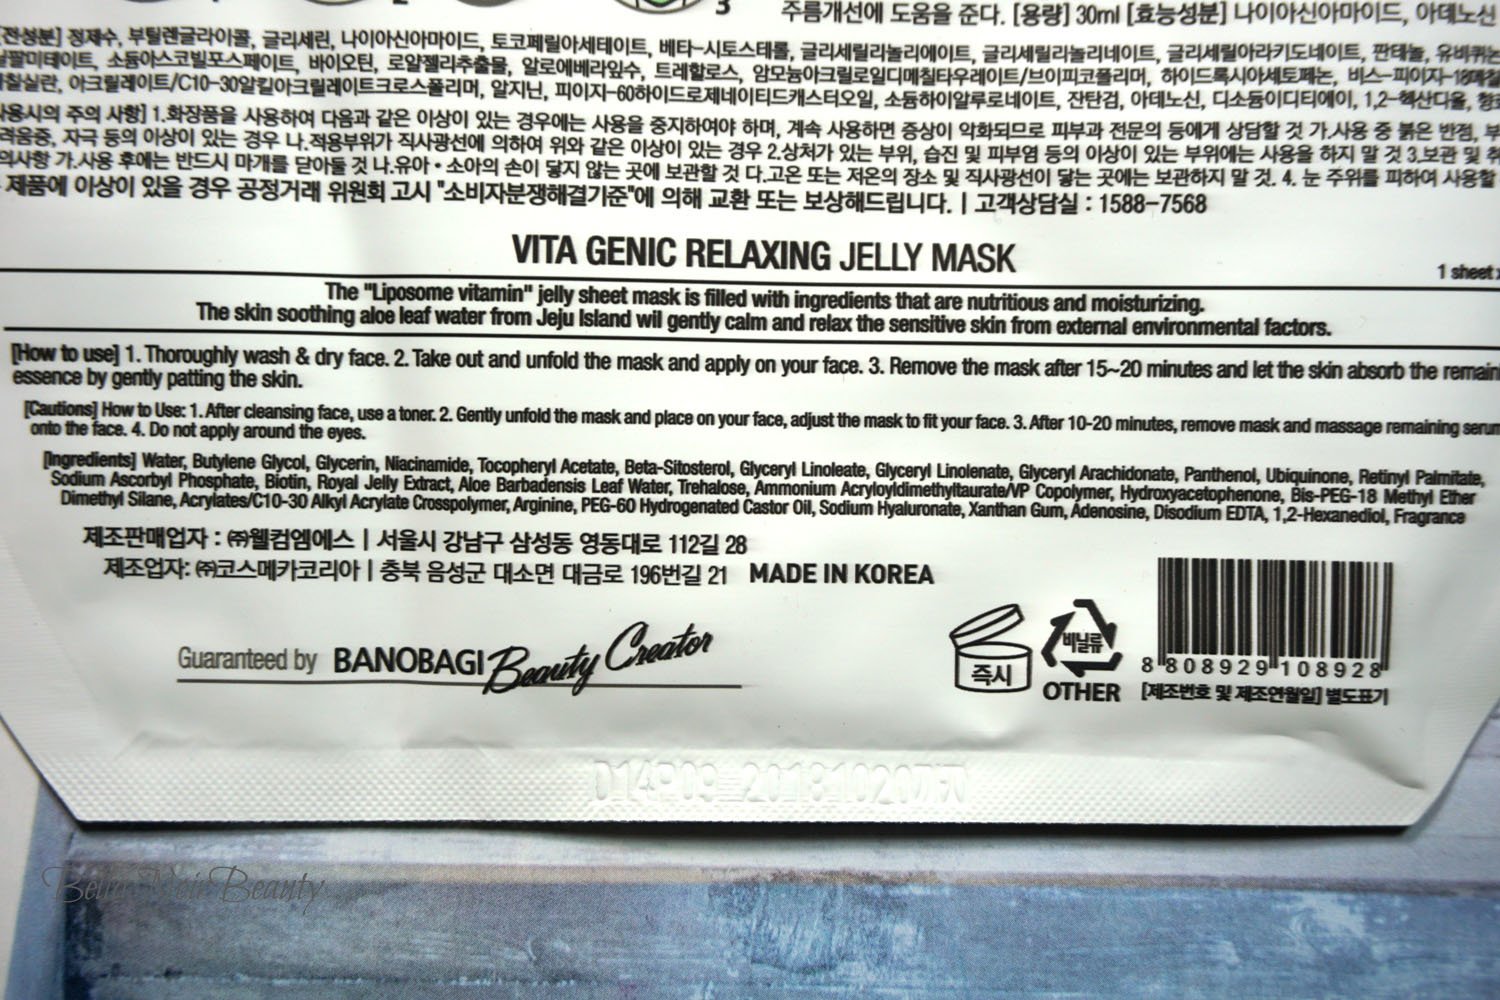 2
3
주름개선에 도움을 준다. [용량] 30ml [효능성분] 나이아신아마이드, 아데노신
[전성분] 정제수, 부틸렌글라이콜, 글리세린, 나이아신아마이드, 토코페릴아세테이트, 베타-시토스테롤, 글리세릴리놀리에이트, 글리세릴리놀리네이트, 글리세릴아라키도네이트, 판테놀, 유비퀴논
팔미테이트, 소듐아스코빌포스페이트, 바이오틴, 로얄젤리추출물, 알로에베라잎수, 트레할로스, 암모늄아크릴로일디메칠타우레이트/브이피코폴리머, 하이드록시아세토페논, 비스-피이지-18메칠
실란, 아크릴레이트/C10-30알킬아크릴레이트크로스폴리머, 알지닌, 피이지-60하이드로제네이티드캐스터오일, 소듐하이알루로네이트, 잔탄검, 아데노신, 디소듐이디티에이, 1,2-헥산다이올, 향료
사용시의 주의 사항] 1.화장품을 사용하여 다음과 같은 이상이 있는 경우에는 사용을 중지하여야 하며, 계속 사용하면 증상이 악화되므로 피부과 전문의 등에게 상담할 것 가.사용 중 붉은 반점, 부
려움증, 자극 등의 이상이 있는 경우 나.적용부위가 직사광선에 의하여 위와 같은 이상이 있는 경우 2.상처가 있는 부위, 습진 및 피부염 등의 이상이 있는 부위에는 사용을 하지 말 것 3.보관 및 취
의사항 가.사용 후에는 반드시 마개를 닫아둘 것 나.유아•소아의 손이 닿지 않는 곳에 보관할 것 다.고온 또는 저온의 장소 및 직사광선이 닿는 곳에는 보관하지 말 것. 4. 눈 주위를 피하여 사용할
제품에 이상이 있을 경우 공정거래 위원회 고시 "소비자분쟁해결기준"에 의해 교환 또는 보상해드립니다. | 고객상담실 : 1588-7568
VITA GENIC RELAXING JELLY MASK
1 sheet
The "Liposome vitamin" jelly sheet mask is filled with ingredients that are nutritious and moisturizing.
The skin soothing aloe leaf water from Jeju Island wil gently calm and relax the sensitive skin from external environmental factors.
[How to use] 1. Thoroughly wash & dry face. 2. Take out and unfold the mask and apply on your face. 3. Remove the mask after 15~20 minutes and let the skin absorb the remain
essence by gently patting the skin.
[Cautions] How to Use: 1. After cleansing face, use a toner. 2. Gently unfold the mask and place on your face, adjust the mask to fit your face. 3. After 10-20 minutes, remove mask and massage remaining serum
onto the face. 4. Do not apply around the eyes.
[Ingredients] Water, Butylene Glycol, Glycerin, Niacinamide, Tocopheryl Acetate, Beta-Sitosterol, Glyceryl Linoleate, Glyceryl Linolenate, Glyceryl Arachidonate, Panthenol, Ubiquinone, Retinyl Palmitate,
Sodium Ascorbyl Phosphate, Biotin, Royal Jelly Extract, Aloe Barbadensis Leaf Water, Trehalose, Ammonium Acryloyldimethyltaurate/VP Copolymer, Hydroxyacetophenone, Bis-PEG-18 Methyl Ether
Dimethyl Silane, Acrylates/C10-30 Alkyl Acrylate Crosspolymer, Arginine, PEG-60 Hydrogenated Castor Oil, Sodium Hyaluronate, Xanthan Gum, Adenosine, Disodium EDTA, 1,2-Hexanediol, Fragrance
제조판매업자 : ㈜웰컴엠에스 | 서울시 강남구 삼성동 영동대로 112길 28
제조업자: ㈜코스메카코리아 | 충북 음성군 대소면 대금로 196번길 21 MADE IN KOREA
Guaranteed by BANOBAGI Beauty Creator
즉시
비닐류
OTHER
8 808929 108928
[제조번호 및 제조연월일] 별도표기
Beauty